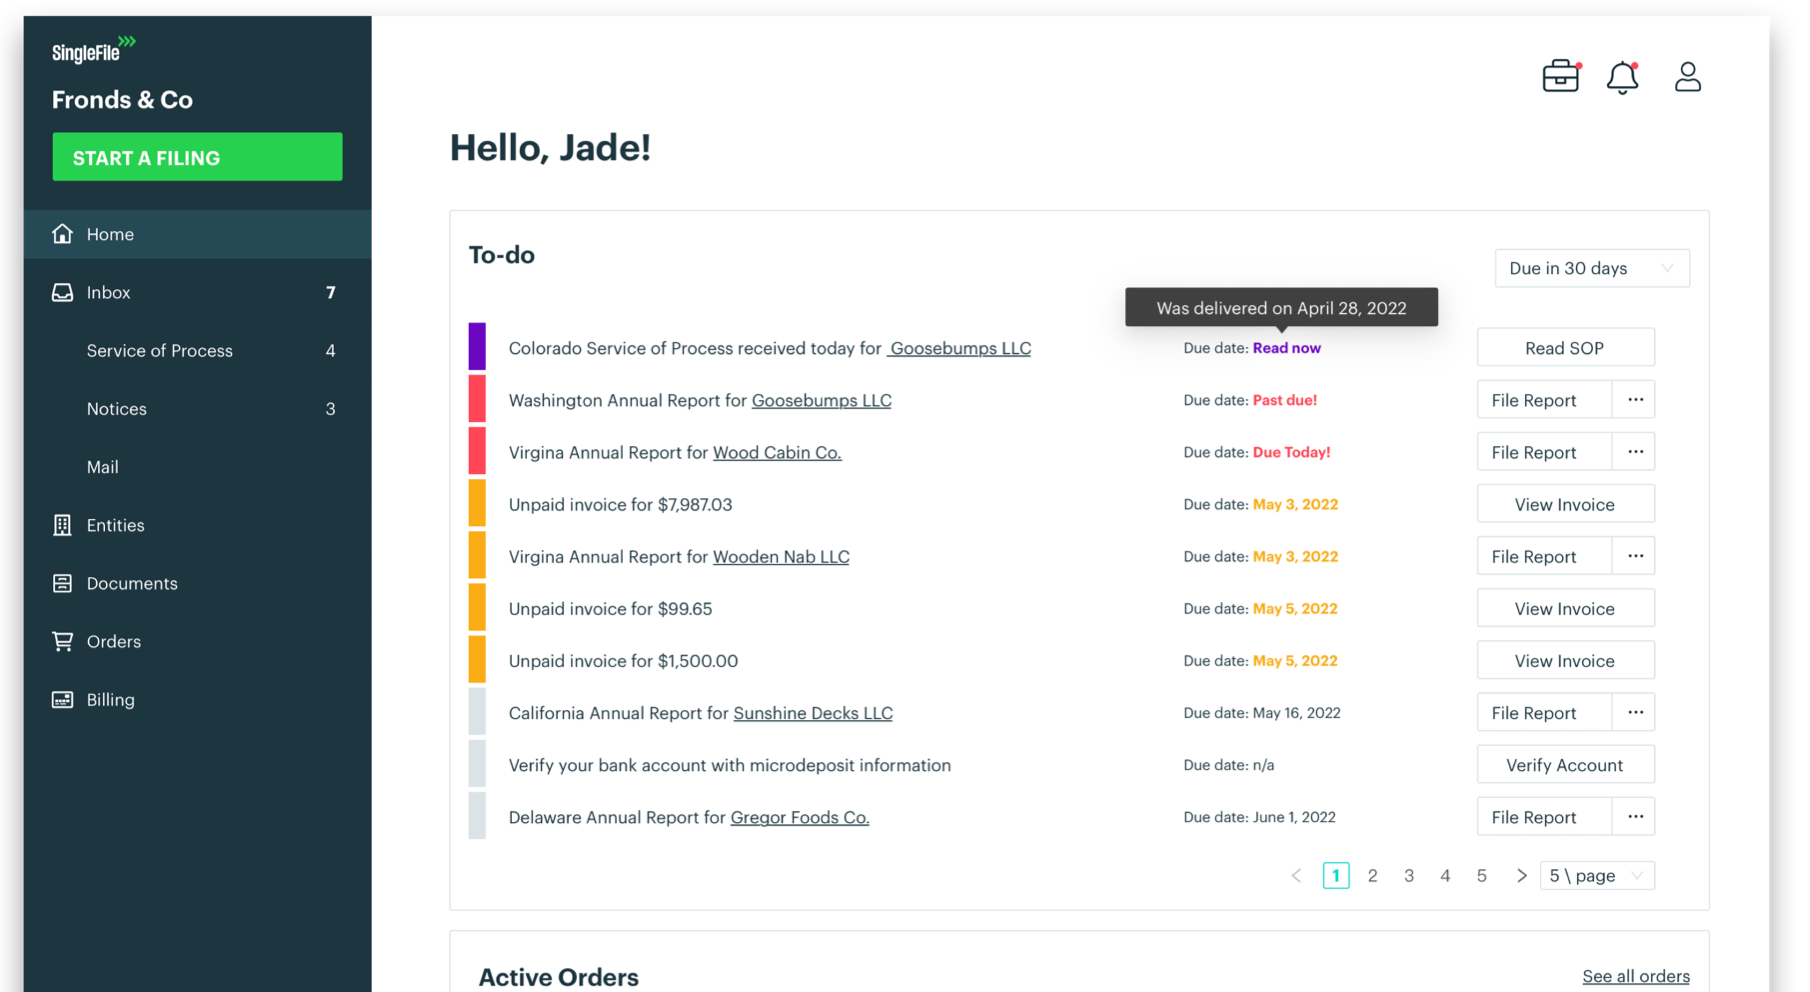 SingleFile
Fronds & Co
START A FILING
Home
Inbox 7
Service of Process 4
Notices 3
Mail
Entities
Documents
Orders
Billing
Hello, Jade!
To-do
Due in 30 days
Was delivered on April 28, 2022
Colorado Service of Process received today for Goosebumps LLC Due date: Read now Read SOP
Washington Annual Report for Goosebumps LLC Due date: Past due! File Report ...
Virgina Annual Report for Wood Cabin Co. Due date: Due Today! File Report ...
Unpaid invoice for $7,987.03 Due date: May 3, 2022 View Invoice
Virgina Annual Report for Wooden Nab LLC Due date: May 3, 2022 File Report ...
Unpaid invoice for $99.65 Due date: May 5, 2022 View Invoice
Unpaid invoice for $1,500.00 Due date: May 5, 2022 View Invoice
California Annual Report for Sunshine Decks LLC Due date: May 16, 2022 File Report ...
Verify your bank account with microdeposit information Due date: n/a Verify Account
Delaware Annual Report for Gregor Foods Co. Due date: June 1, 2022 File Report ...
< 1 2 3 4 5 > 5 \ page
Active Orders See all orders